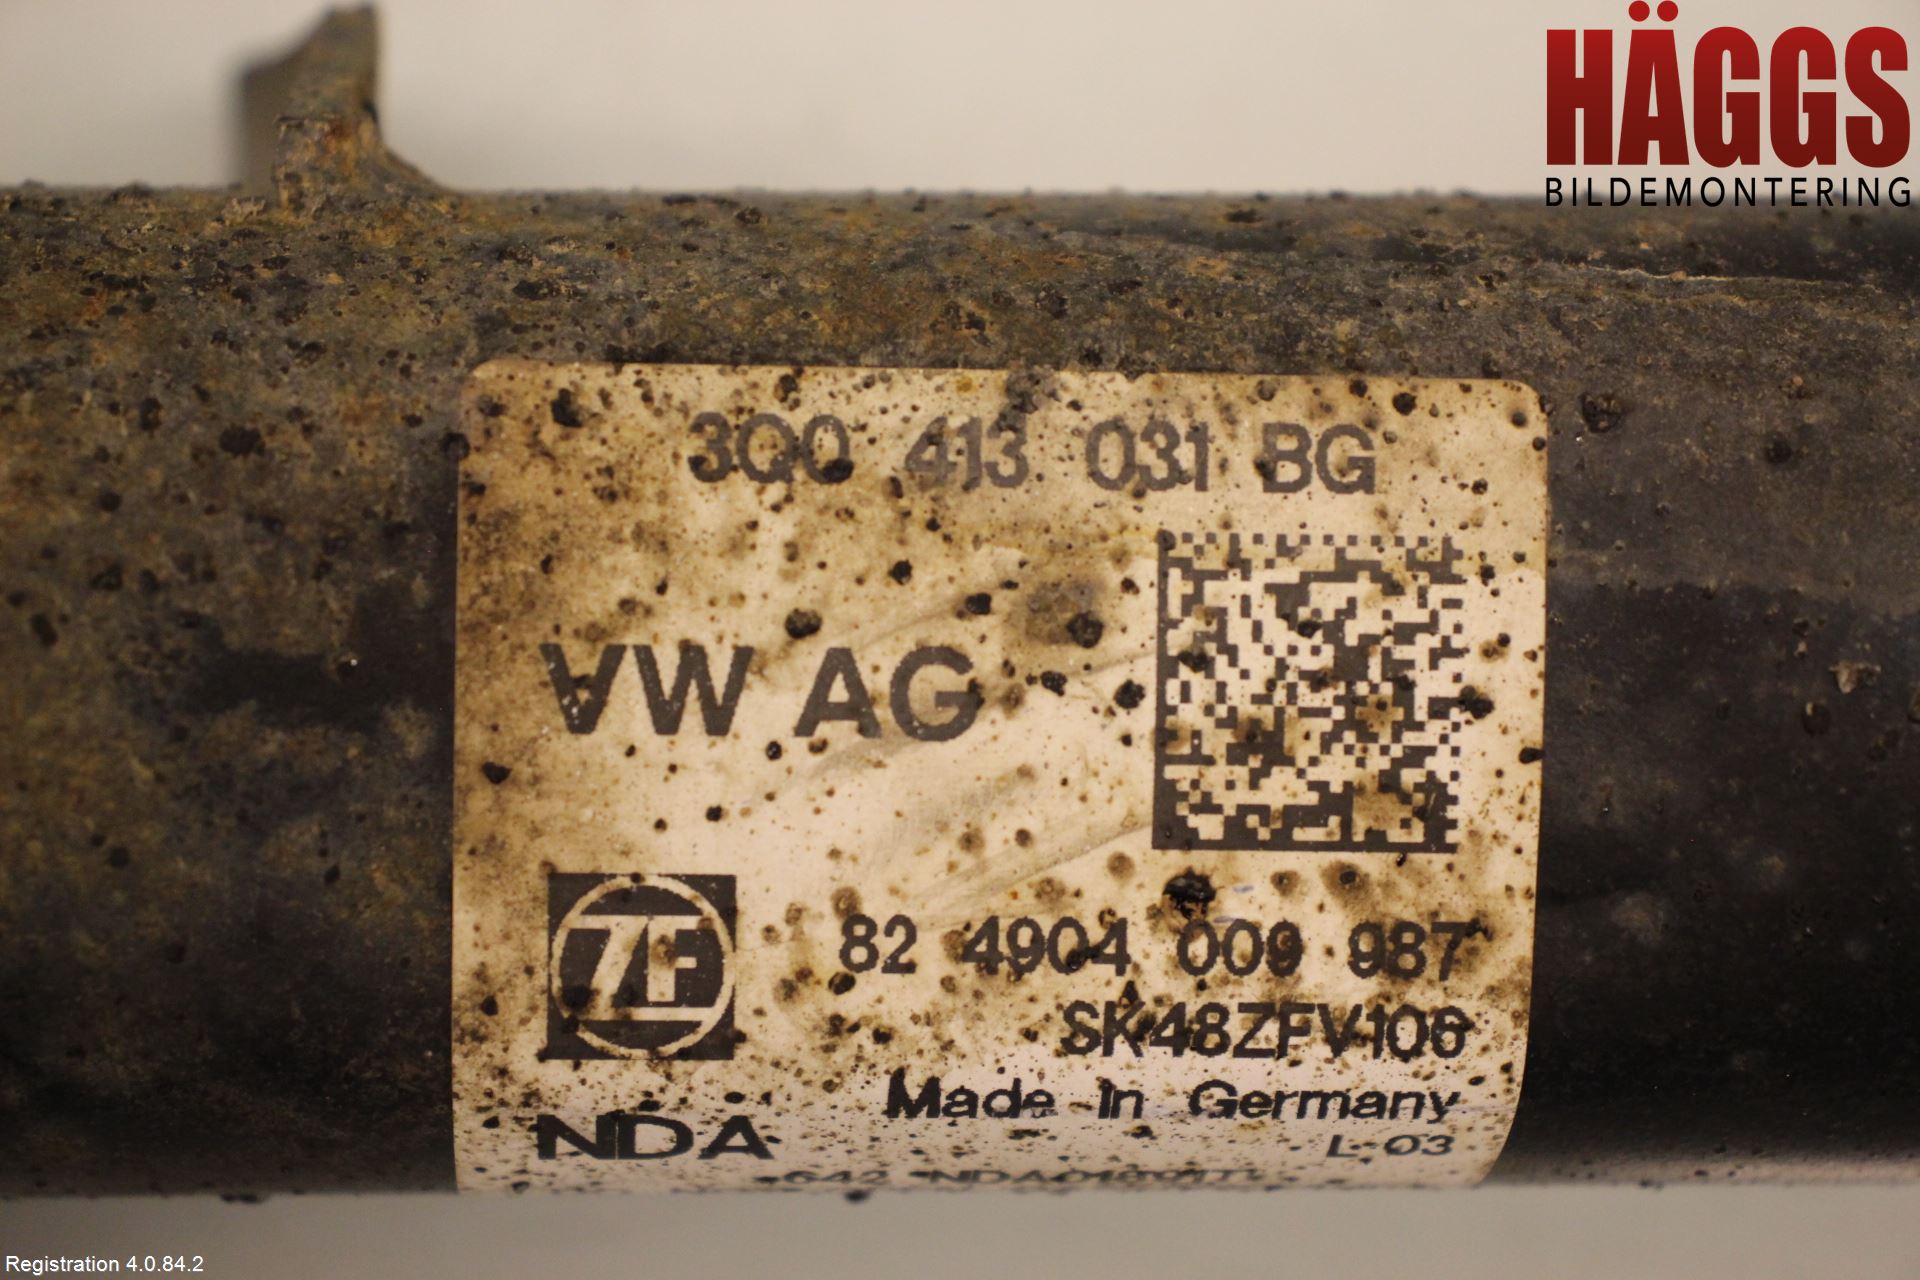 HÄGGS
BILDEMONTERING
3Q0 413 031 BG
VW AG
ZF
82 4904 009 987
SK48ZFV106
Made In Germany
NDA
L-03
642
Registration 4.0.84.2